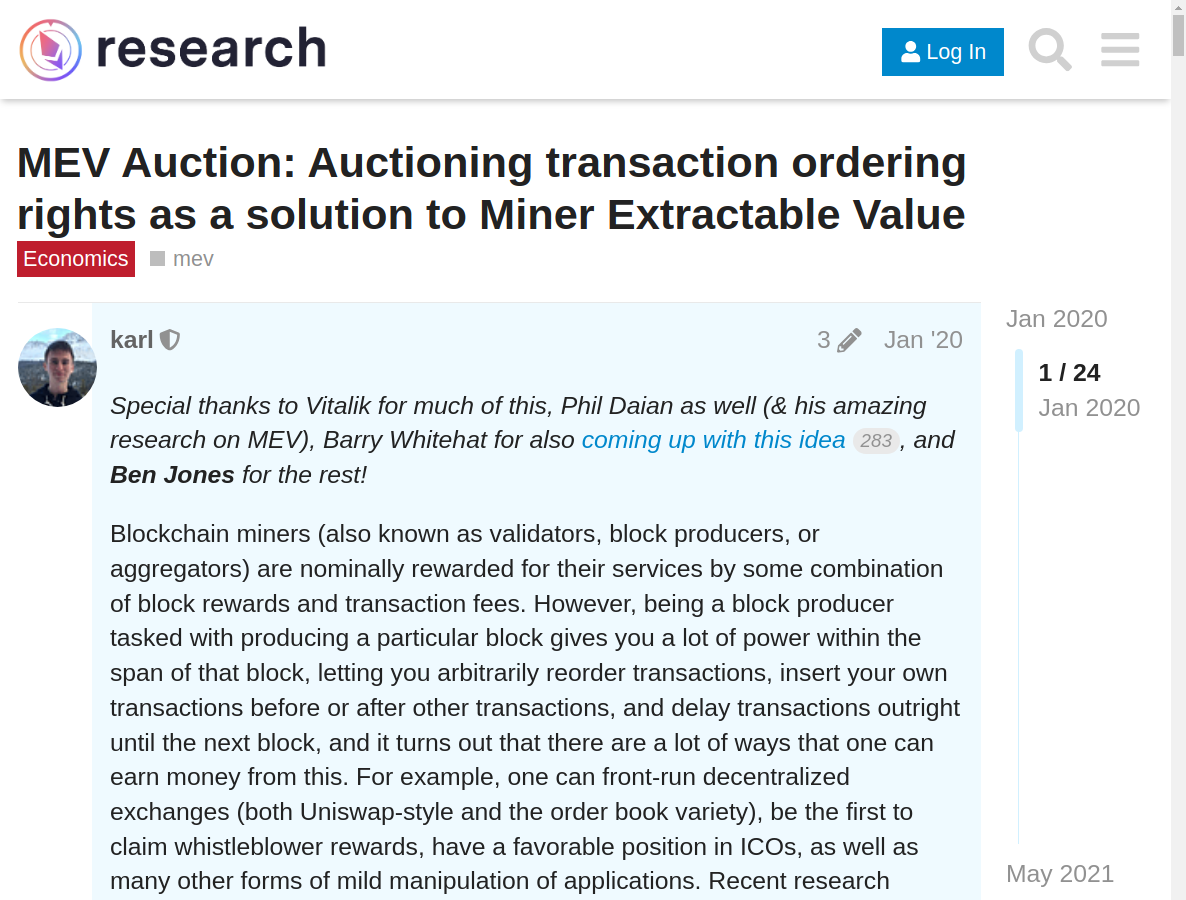 research
Log In
MEV Auction: Auctioning transaction ordering
rights as a solution to Miner Extractable Value
Economics mev
karl 3 Jan '20
Special thanks to Vitalik for much of this, Phil Daian as well (& his amazing
research on MEV), Barry Whitehat for also coming up with this idea 283, and
Ben Jones for the rest!
Blockchain miners (also known as validators, block producers, or
aggregators) are nominally rewarded for their services by some combination
of block rewards and transaction fees. However, being a block producer
tasked with producing a particular block gives you a lot of power within the
span of that block, letting you arbitrarily reorder transactions, insert your own
transactions before or after other transactions, and delay transactions outright
until the next block, and it turns out that there are a lot of ways that one can
earn money from this. For example, one can front-run decentralized
exchanges (both Uniswap-style and the order book variety), be the first to
claim whistleblower rewards, have a favorable position in ICOs, as well as
many other forms of mild manipulation of applications. Recent research
Jan 2020
1 / 24
Jan 2020
May 2021